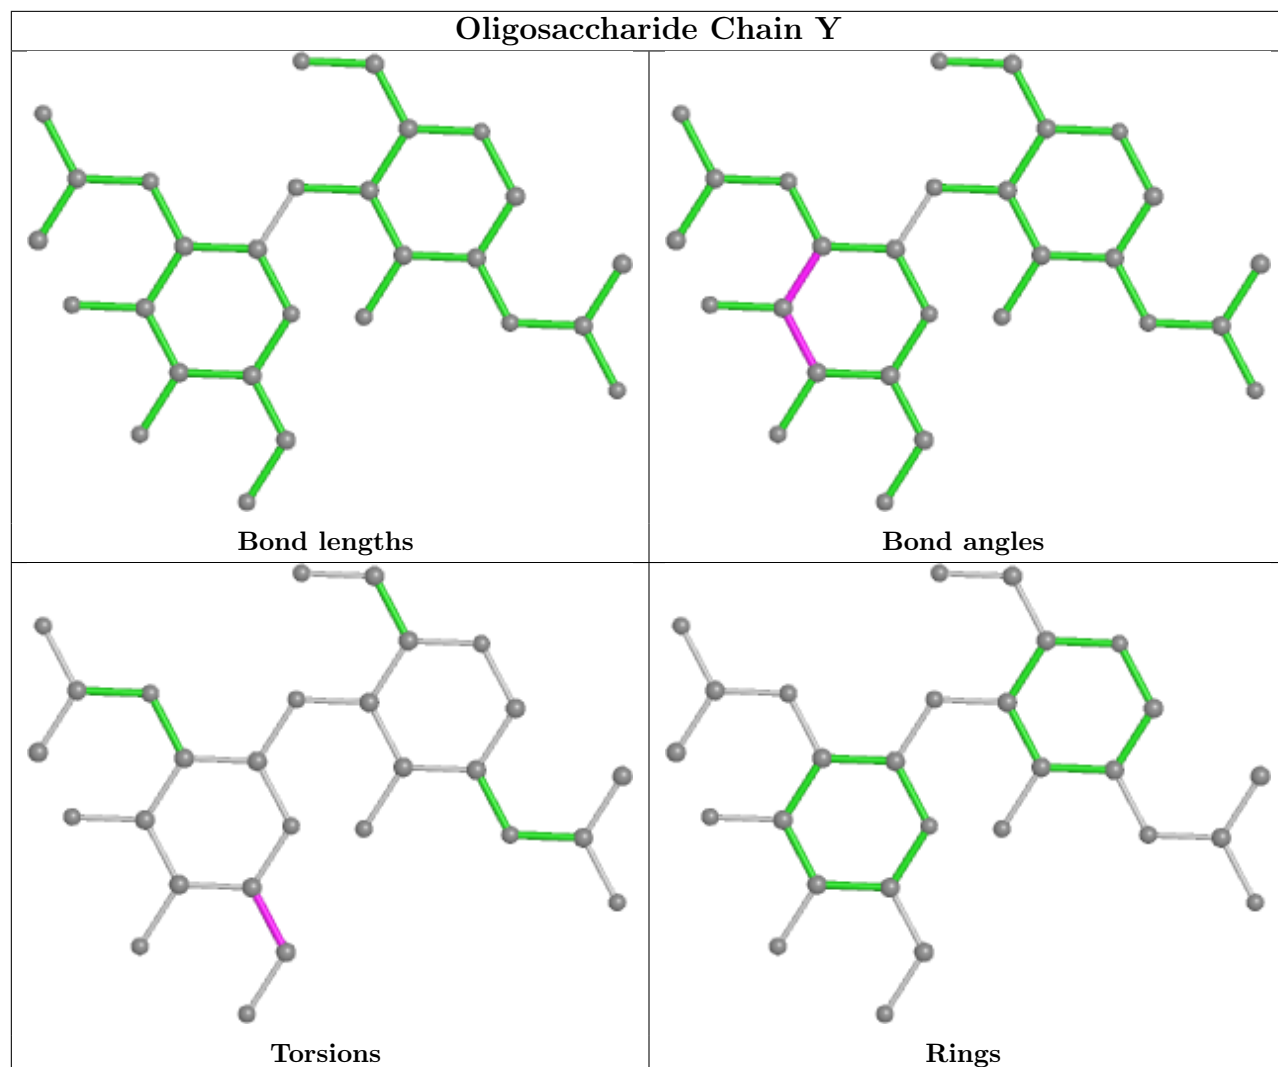 Oligosaccharide Chain Y
Bond lengths
Bond angles
Torsions
Rings